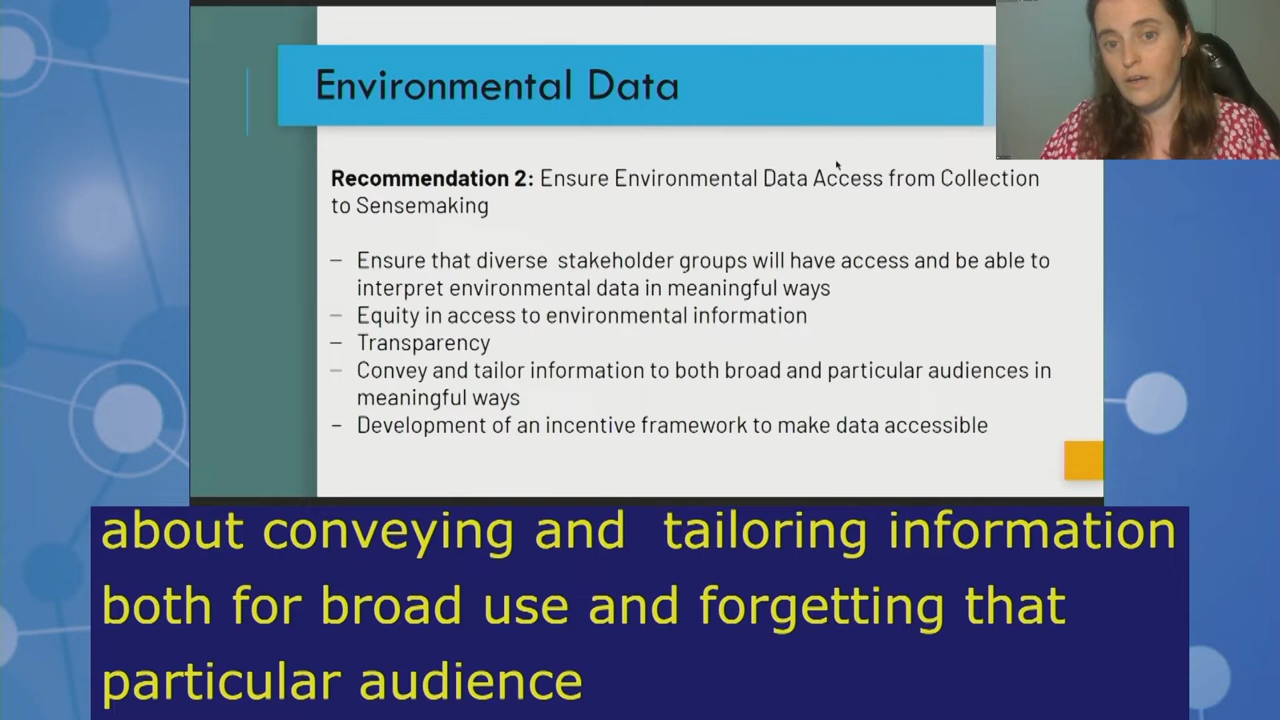 Environmental Data
Recommendation 2: Ensure Environmental Data Access from Collection
to Sensemaking
– Ensure that diverse stakeholder groups will have access and be able to
interpret environmental data in meaningful ways
– Equity in access to environmental information
– Transparency
– Convey and tailor information to both broad and particular audiences in
meaningful ways
– Development of an incentive framework to make data accessible
about conveying and tailoring information
both for broad use and forgetting that
particular audience